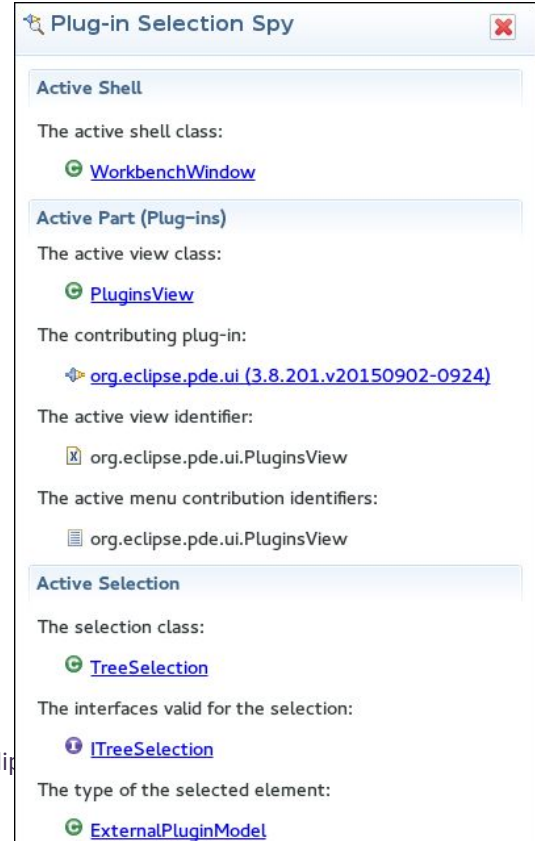 Plug-in Selection Spy
Active Shell
The active shell class:
WorkbenchWindow
Active Part (Plug-ins)
The active view class:
PluginsView
The contributing plug-in:
org.eclipse.pde.ui (3.8.201.v20150902-0924)
The active view identifier:
org.eclipse.pde.ui.PluginsView
The active menu contribution identifiers:
org.eclipse.pde.ui.PluginsView
Active Selection
The selection class:
TreeSelection
The interfaces valid for the selection:
ITreeSelection
The type of the selected element:
ExternalPluginModel